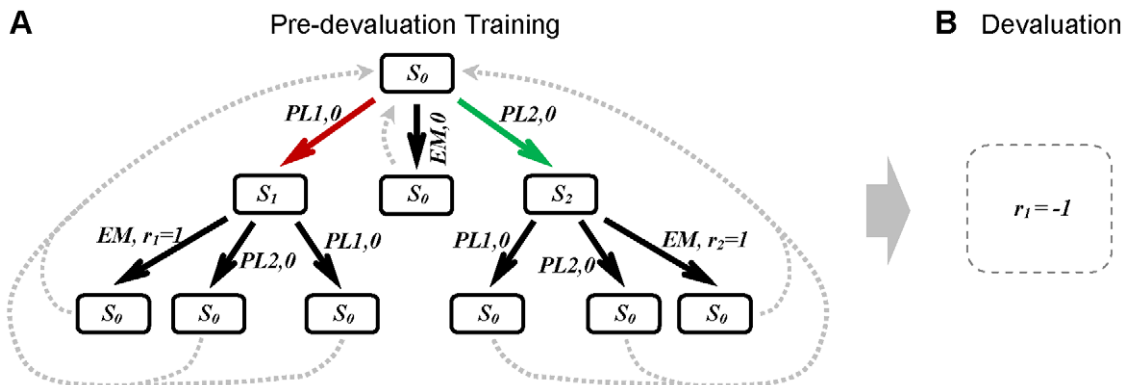 A Pre-devaluation Training B Devaluation
S0
PL1,0 EM,0 PL2,0
S1 S0 S2
r1 = -1
EM, r1=1 PL2,0 PL1,0 PL1,0 PL2,0 EM, r2=1
S0 S0 S0 S0 S0 S0